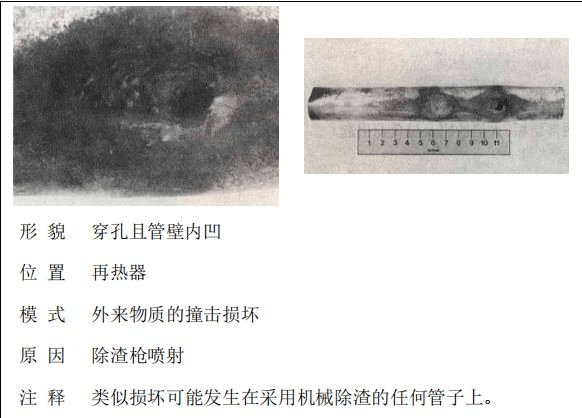 1 2 3 4 5 6 7 8 9 10 11
形 貌 穿孔且管壁内凹
位 置 再热器
模 式 外来物质的撞击损坏
原 因 除渣枪喷射
注 释 类似损坏可能发生在采用机械除渣的任何管子上。